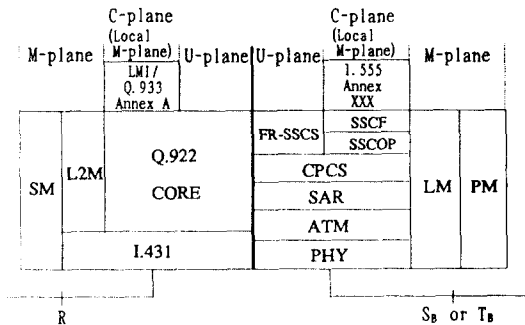 C-plane
(Local
M-plane)
M-plane
U-plane
LM1/
Q.933
Annex A
C-plane
(Local
M-plane)
U-plane
M-plane
I.555
Annex
XXX
SM
L2M
Q.922
CORE
I.431
FR-SSCS
SSCF
SSCOP
CPCS
SAR
ATM
PHY
LM
PM
R
SB or TB